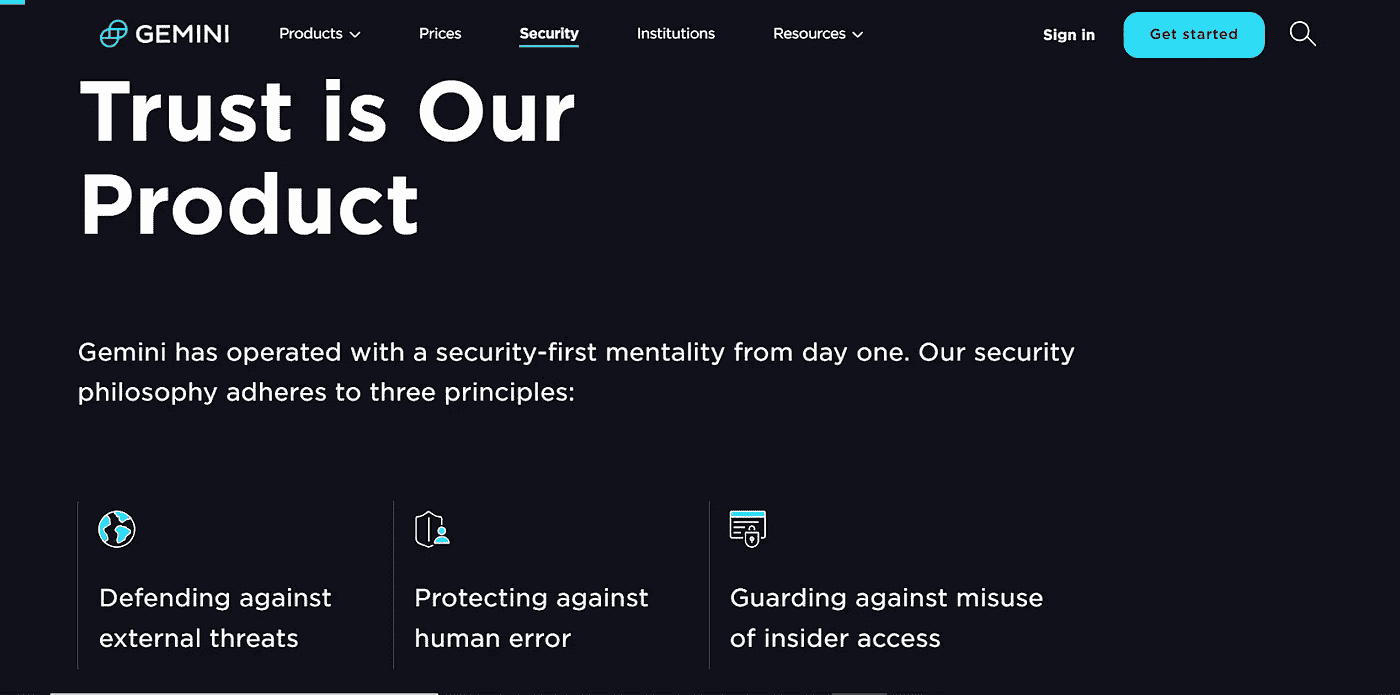 GEMINI Products Prices Security Institutions Resources Sign in Get started
Trust is Our
Product
Gemini has operated with a security-first mentality from day one. Our security
philosophy adheres to three principles:
Defending against
external threats
Protecting against
human error
Guarding against misuse
of insider access